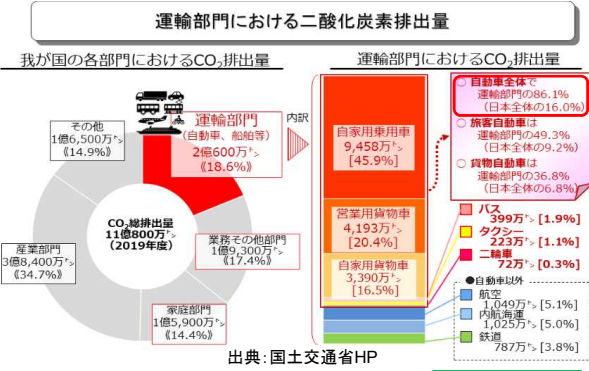 運輸部門における二酸化炭素排出量
我が国の各部門におけるCO₂排出量
運輸部門におけるCO₂排出量
その他
1億6,500万㌧
《14.9%》
運輸部門
(自動車、船舶等)
2億600万㌧
《18.6%》
内訳
CO₂総排出量
11億800万㌧
(2019年度)
産業部門
3億8,400万㌧
《34.7%》
業務その他部門
1億9,300万㌧
《17.4%》
家庭部門
1億5,900万㌧
《14.4%》
自家用乗用車
9,458万㌧
[45.9%]
営業用貨物車
4,193万㌧
[20.4%]
自家用貨物車
3,390万㌧
[16.5%]
○ 自動車全体で
運輸部門の86.1%
(日本全体の16.0%)
○ 旅客自動車は
運輸部門の49.3%
(日本全体の9.2%)
○ 貨物自動車は
運輸部門の36.8%
(日本全体の6.8%)
バス
399万㌧ [1.9%]
タクシー
223万㌧ [1.1%]
二輪車
72万㌧ [0.3%]
●自動車以外
航空
1,049万㌧ [5.1%]
内航海運
1,025万㌧ [5.0%]
鉄道
787万㌧ [3.8%]
出典：国土交通省HP